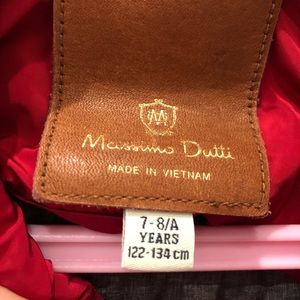 M
Massimo Dutti
MADE IN VIETNAM
7-8/A
YEARS
122-134 cm